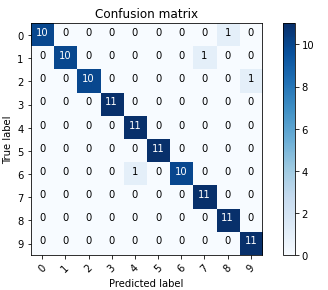 Confusion matrix
0 10 0 0 0 0 0 0 0 1 0
1 0 10 0 0 0 0 0 1 0 0
2 0 0 10 0 0 0 0 0 0 1
3 0 0 0 11 0 0 0 0 0 0
4 0 0 0 0 11 0 0 0 0 0
5 0 0 0 0 0 11 0 0 0 0
6 0 0 0 0 1 0 10 0 0 0
7 0 0 0 0 0 0 0 11 0 0
8 0 0 0 0 0 0 0 0 11 0
9 0 0 0 0 0 0 0 0 0 11
0 1 2 3 4 5 6 7 8 9
True label
Predicted label
10
8
6
4
2
0